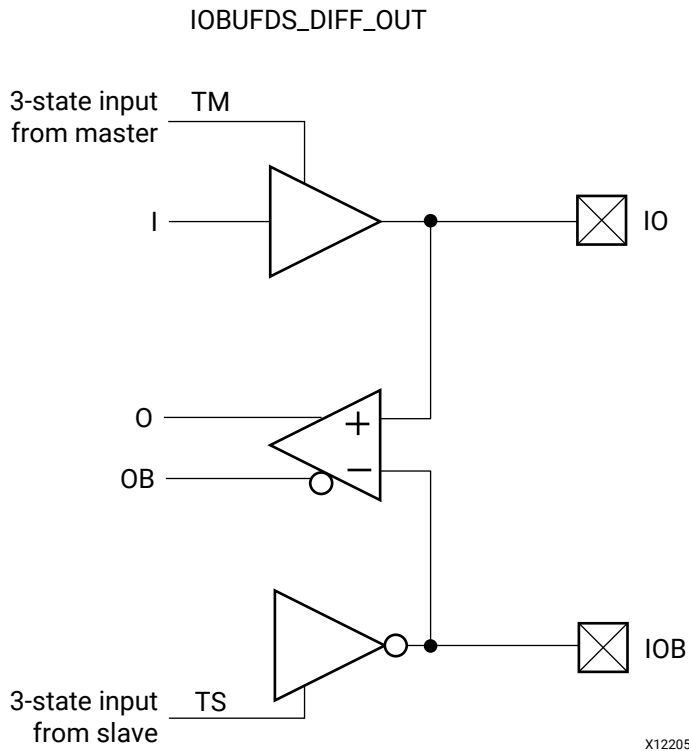 IOBUFDS_DIFF_OUT
3-state input
from master
TM
I
IO
O
+
OB
−
IOB
3-state input
from slave
TS
X12205